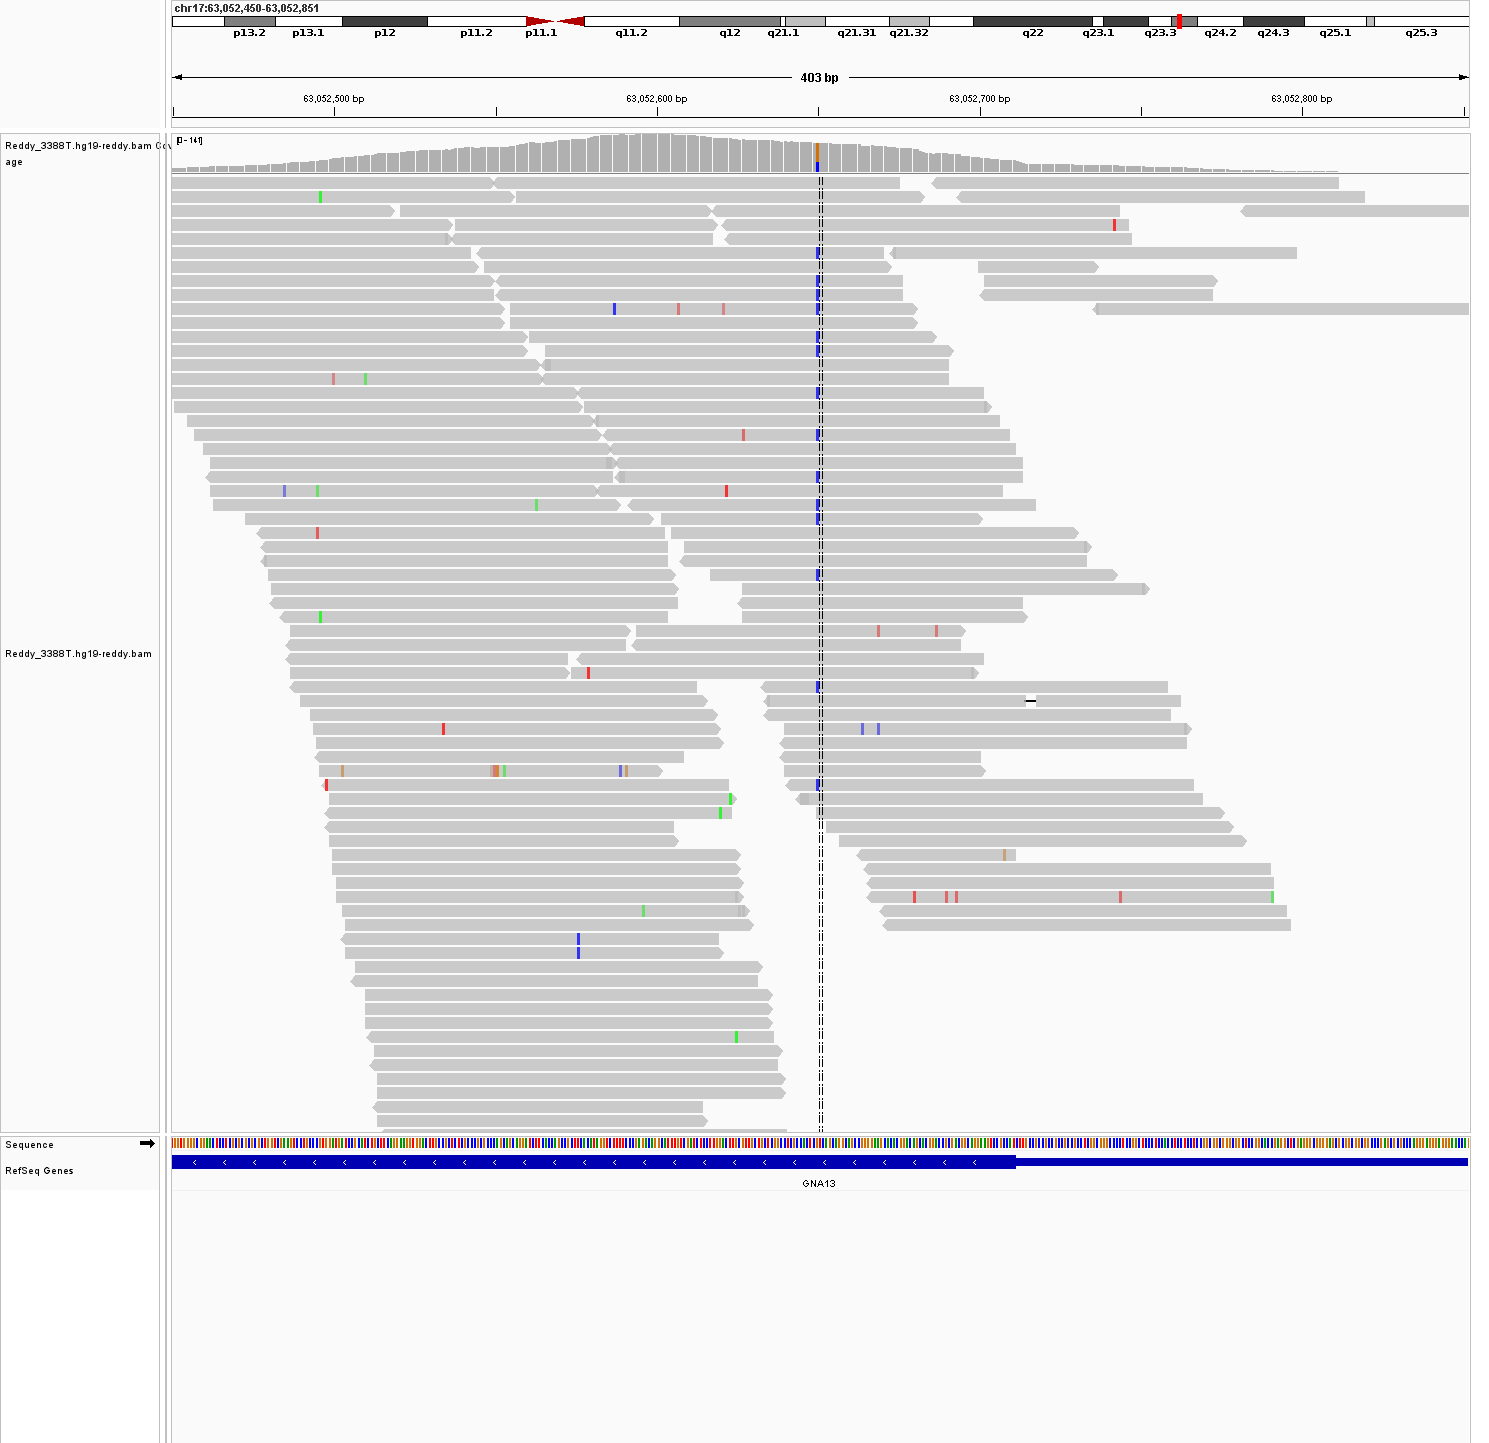 chr17:63,052,450-63,052,851
p13.2 p13.1 p12 p11.2 p11.1 q11.2 q12 q21.1 q21.31 q21.32 q22 q23.1 q23.3 q24.2 q24.3 q25.1 q25.3
403 bp
63,052,500 bp 63,052,600 bp 63,052,700 bp 63,052,800 bp
[0 - 141]
Reddy_3388T.hg19-reddy.bam Cov
age
Reddy_3388T.hg19-reddy.bam
Sequence
RefSeq Genes
GNA13